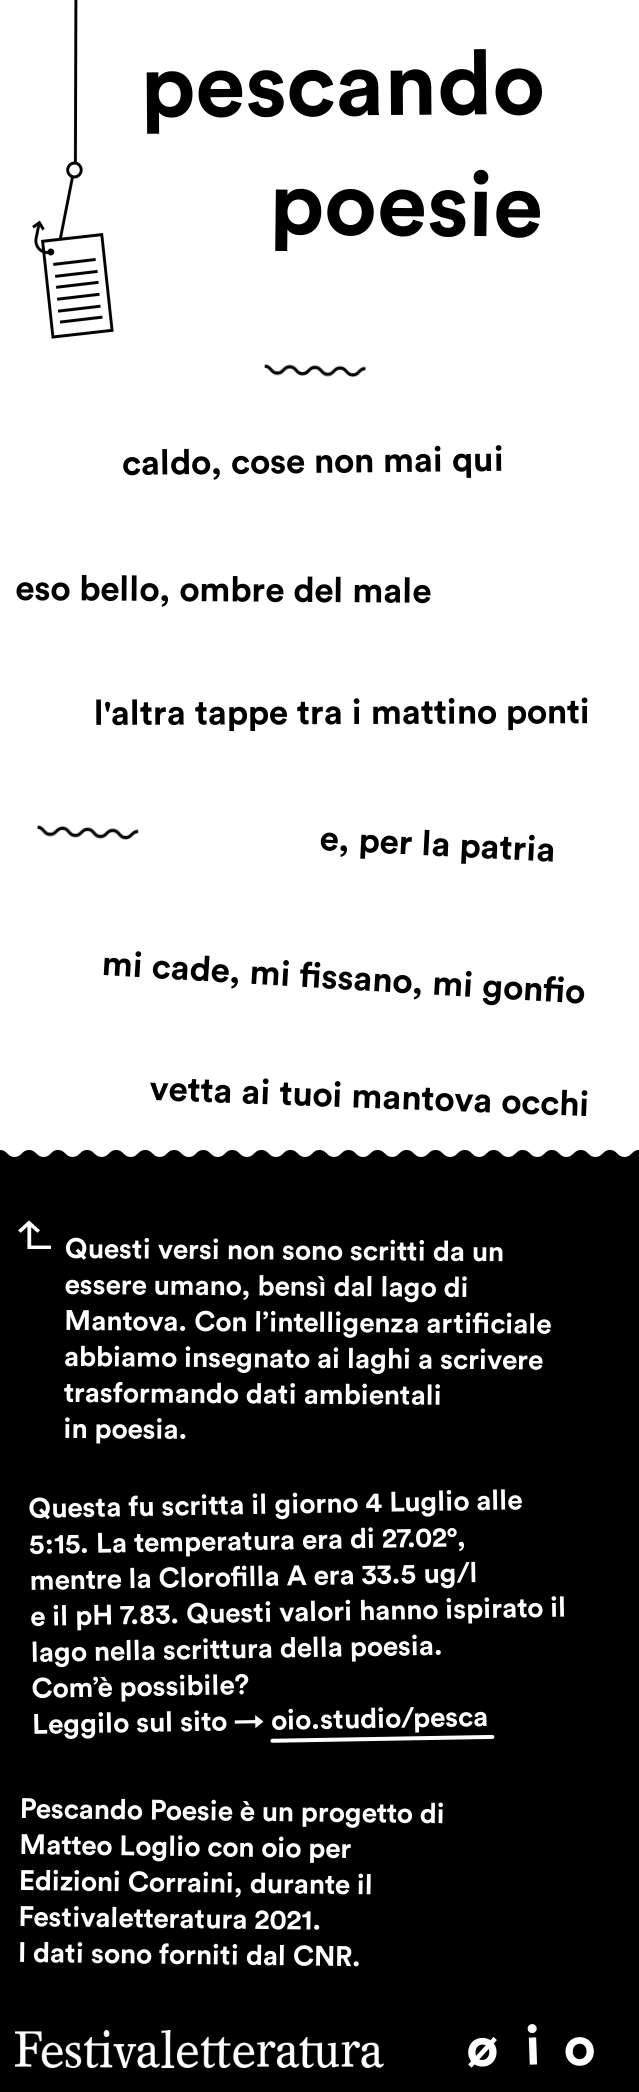 pescando
poesie
caldo, cose non mai qui
eso bello, ombre del male
l'altra tappe tra i mattino ponti
e, per la patria
mi cade, mi fissano, mi gonfio
vetta ai tuoi mantova occhi
Questi versi non sono scritti da un
essere umano, bensì dal lago di
Mantova. Con l’intelligenza artificiale
abbiamo insegnato ai laghi a scrivere
trasformando dati ambientali
in poesia.
Questa fu scritta il giorno 4 Luglio alle
5:15. La temperatura era di 27.02°,
mentre la Clorofilla A era 33.5 ug/l
e il pH 7.83. Questi valori hanno ispirato il
lago nella scrittura della poesia.
Com’è possibile?
Leggilo sul sito → oio.studio/pesca
Pescando Poesie è un progetto di
Matteo Loglio con oio per
Edizioni Corraini, durante il
Festivaletteratura 2021.
I dati sono forniti dal CNR.
Festivaletteratura ø i o